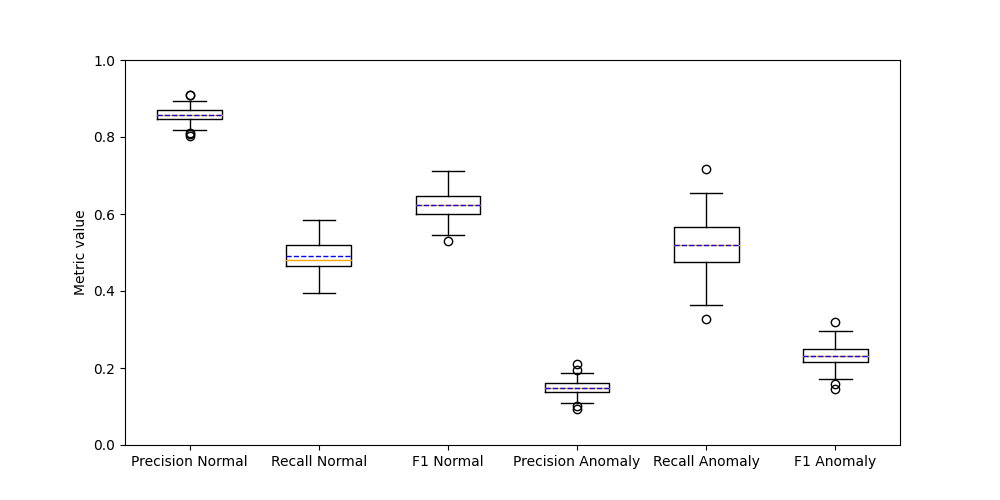 1.0
0.8
0.6
0.4
0.2
0.0
Metric value
Precision Normal
Recall Normal
F1 Normal
Precision Anomaly
Recall Anomaly
F1 Anomaly